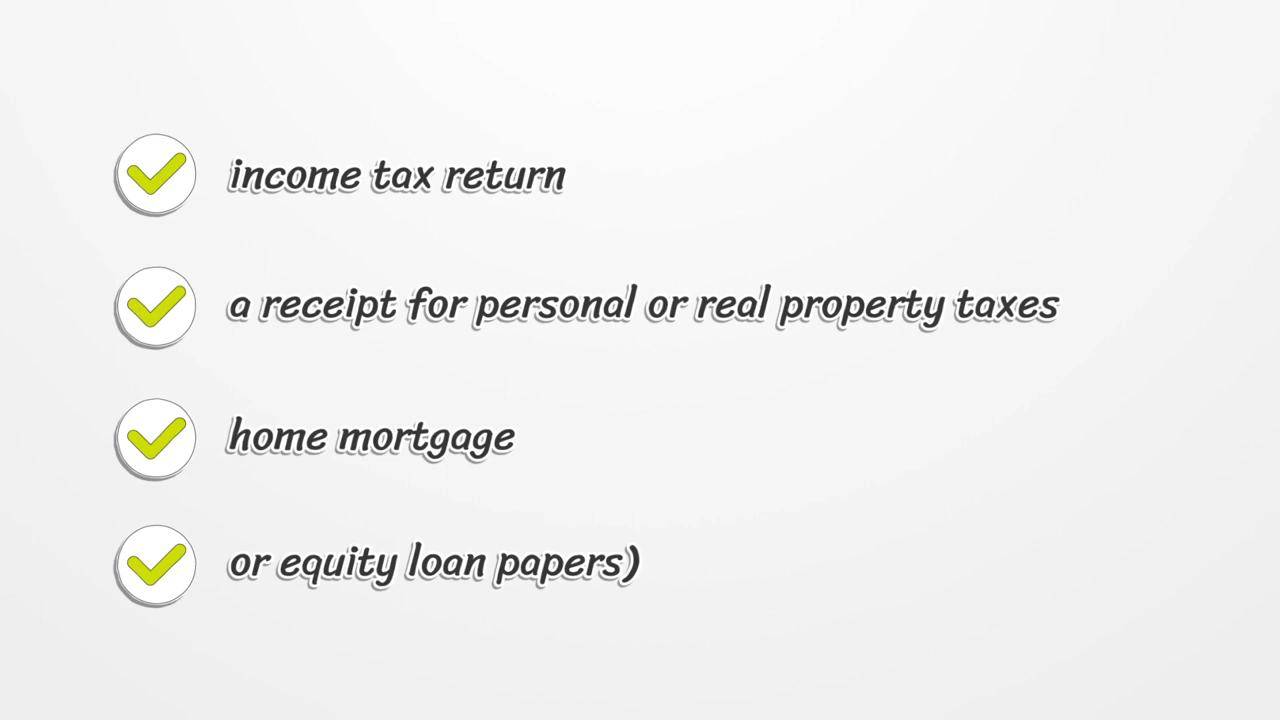 income tax return
a receipt for personal or real property taxes
home mortgage
or equity loan papers)